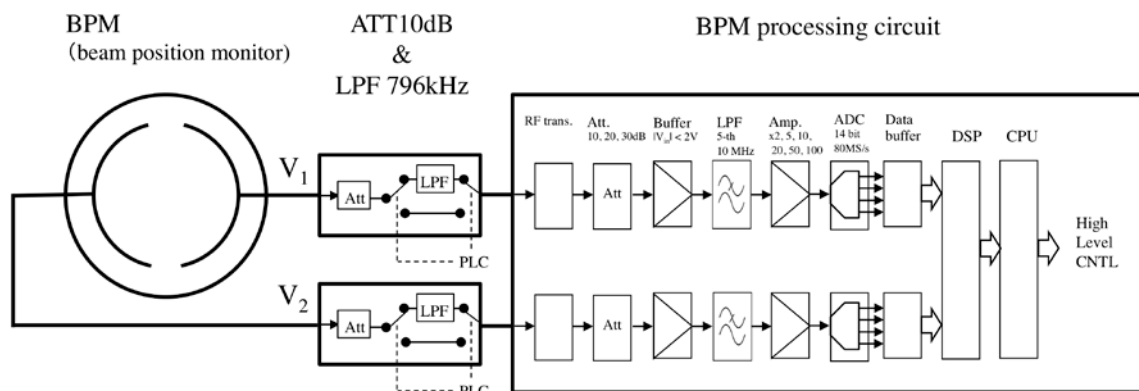 BPM
(beam position monitor)
ATT10dB
&
LPF 796kHz
BPM processing circuit
RF trans.
Att.
10, 20, 30dB
Buffer
|V_in| < 2V
LPF
5-th
10 MHz
Amp.
x2, 5, 10,
20, 50, 100
ADC
14 bit
80MS/s
Data
buffer
DSP
CPU
V1
Att
LPF
PLC
Att
High
Level
CNTL
V2
Att
LPF
PLC
Att